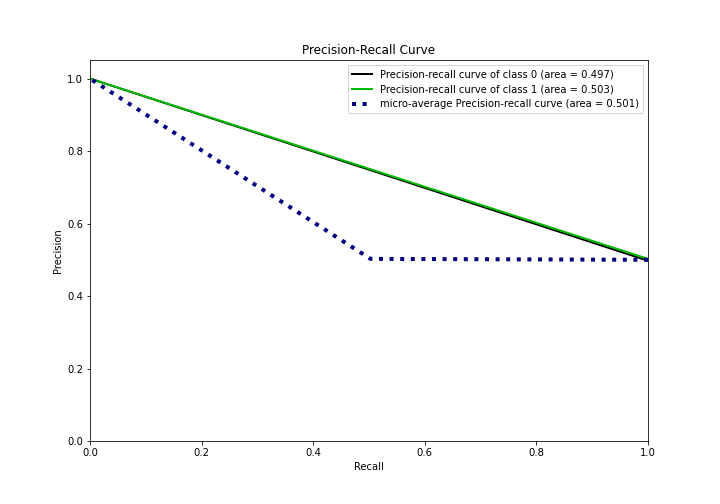 Precision-Recall Curve
Precision-recall curve of class 0 (area = 0.497)
Precision-recall curve of class 1 (area = 0.503)
micro-average Precision-recall curve (area = 0.501)
Precision
1.0
0.8
0.6
0.4
0.2
0.0
0.0 0.2 0.4 0.6 0.8 1.0
Recall